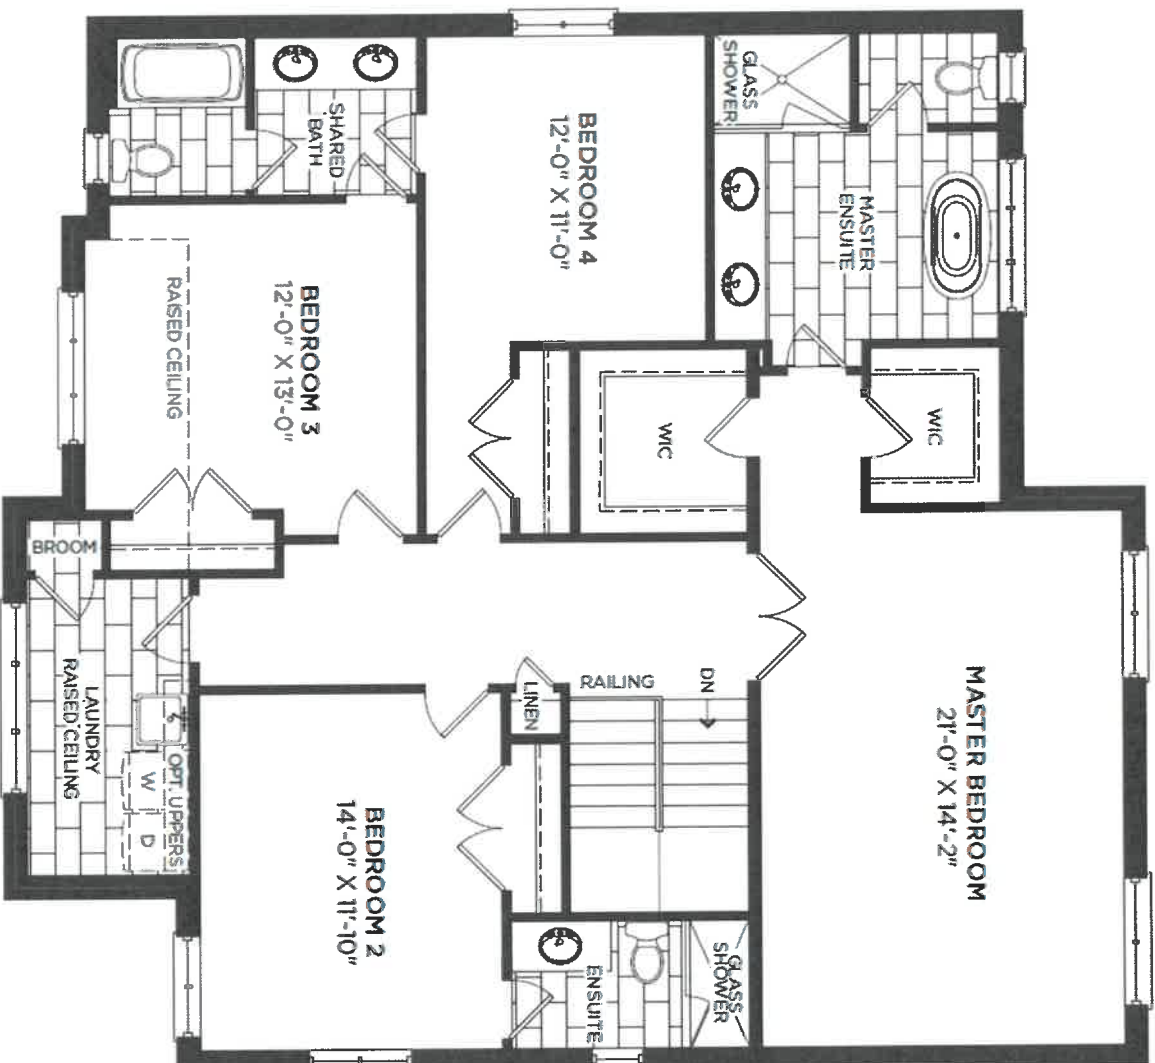 GLASS
SHOWER
MASTER
ENSUITE
WIC
WIC
MASTER BEDROOM
21'-0" X 14'-2"
BEDROOM 4
12'-0" X 11'-0"
SHARED
BATH
BEDROOM 3
12'-0" X 13'-0"
RAISED CEILING
BROOM
LAUNDRY
RAISED CEILING
OPT. UPPERS
W
D
LINEN
RAILING
DN
BEDROOM 2
14'-0" X 11'-10"
ENSUITE
GLASS
SHOWER